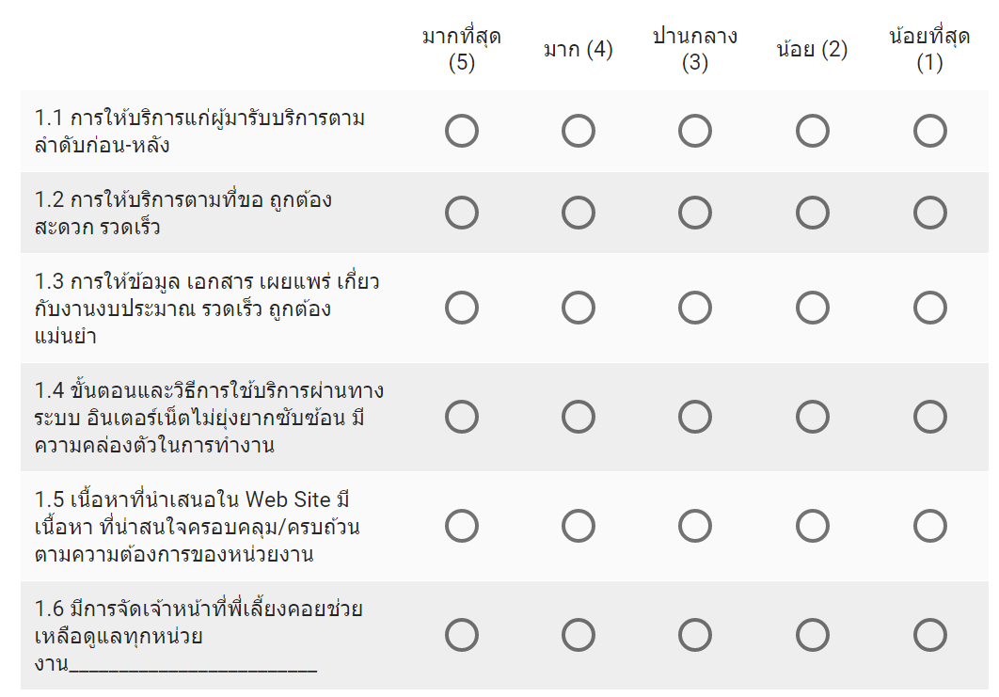 มากที่สุด (5)
มาก (4)
ปานกลาง (3)
น้อย (2)
น้อยที่สุด (1)
1.1 การให้บริการแก่ผู้มารับบริการตาม
ลำดับก่อน-หลัง
1.2 การให้บริการตามที่ขอ ถูกต้อง
สะดวก รวดเร็ว
1.3 การให้ข้อมูล เอกสาร เผยแพร่ เกี่ยว
กับงานงบประมาณ รวดเร็ว ถูกต้อง
แม่นยำ
1.4 ขั้นตอนและวิธีการใช้บริการผ่านทาง
ระบบ อินเตอร์เน็ตไม่ยุ่งยากซับซ้อน มี
ความคล่องตัวในการทำงาน
1.5 เนื้อหาที่นำเสนอใน Web Site มี
เนื้อหา ที่น่าสนใจครอบคลุม/ครบถ้วน
ตามความต้องการของหน่วยงาน
1.6 มีการจัดเจ้าหน้าที่พี่เลี้ยงคอยช่วย
เหลือดูแลทุกหน่วย
งาน_________________________